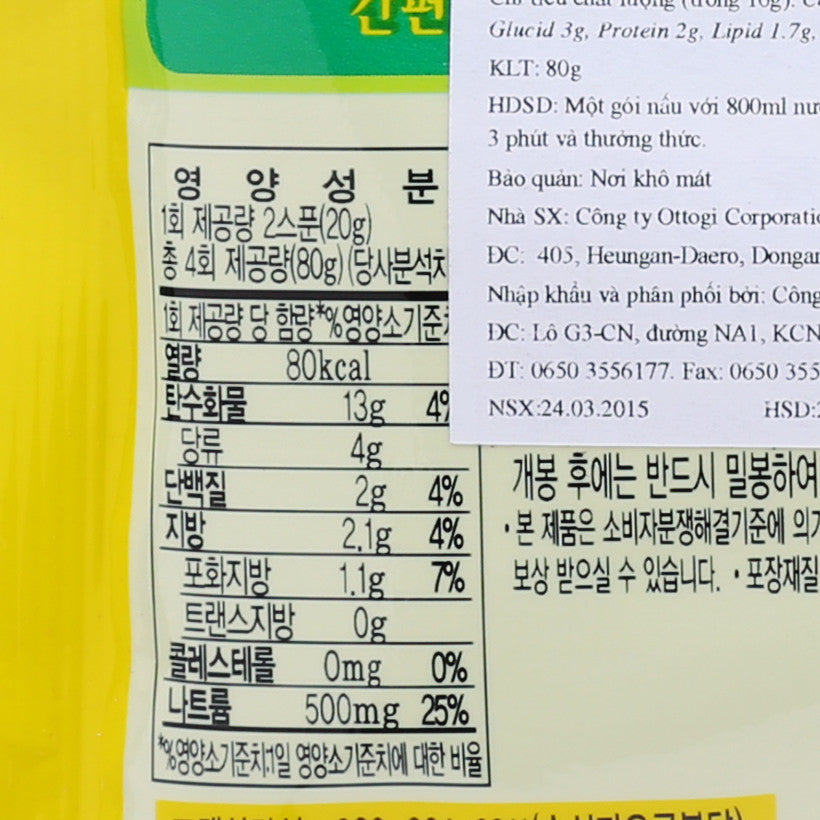 간편
Glucid 3g, Protein 2g, Lipid 1.7g,
KLT: 80g
HDSD: Một gói nấu với 800ml
3 phút và thưởng thức.
Bảo quản: Nơi khô mát
Nhà SX: Công ty Ottogi
ĐC: 405, Heungan-Daero,
Nhập khẩu và phân phối bởi: Công
ĐC: Lô G3-CN, đường NA1, KCN
ĐT: 0650 3556177. Fax: 0650 355
NSX:24.03.2015 HSD:
영 양 성 분
1회 제공량 2스푼(20g)
총 4회 제공량(80g) (당사분석치
1회 제공량 당 함량 *%영양소기준치
열량 80kcal
탄수화물 13g 4%
당류 4g
단백질 2g 4%
지방 2.1g 4%
포화지방 1.1g 7%
트랜스지방 0g
콜레스테롤 0mg 0%
나트륨 500mg 25%
*%영양소기준치:1일 영양소기준치에 대한 비율
개봉 후에는 반드시 밀봉하여
·본 제품은 소비자분쟁해결기준에 의거
보상 받으실 수 있습니다. ·포장재질